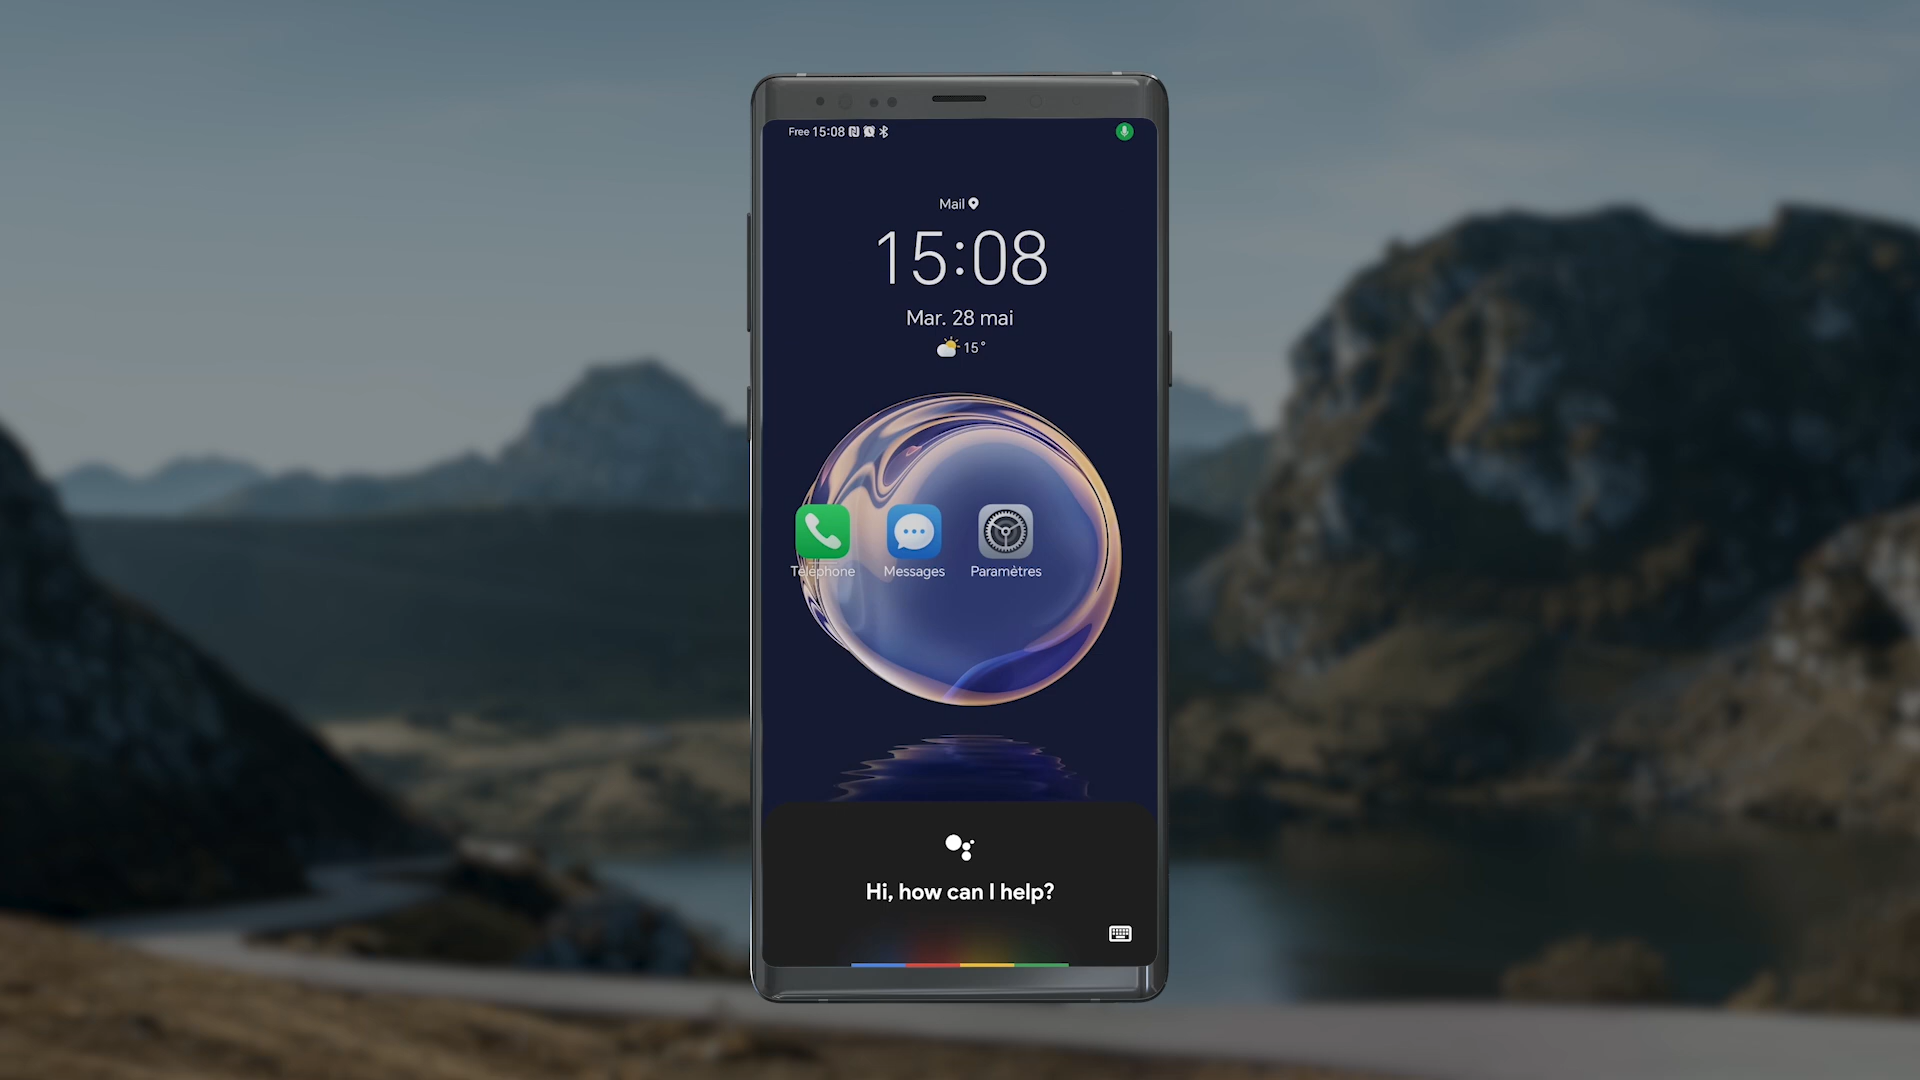 Free 15:08
Mail
15:08
Mar. 28 mai
15°
Téléphone
Messages
Paramètres
Hi, how can I help?